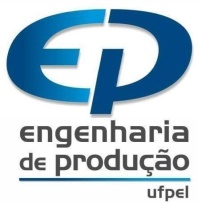 EP
engenharia
de produção
ufpel